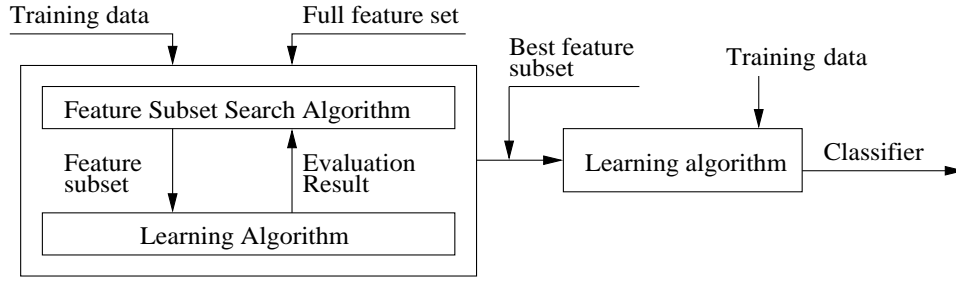 Training data
Full feature set
Feature Subset Search Algorithm
Feature
subset
Evaluation
Result
Learning Algorithm
Best feature
subset
Training data
Learning algorithm
Classifier